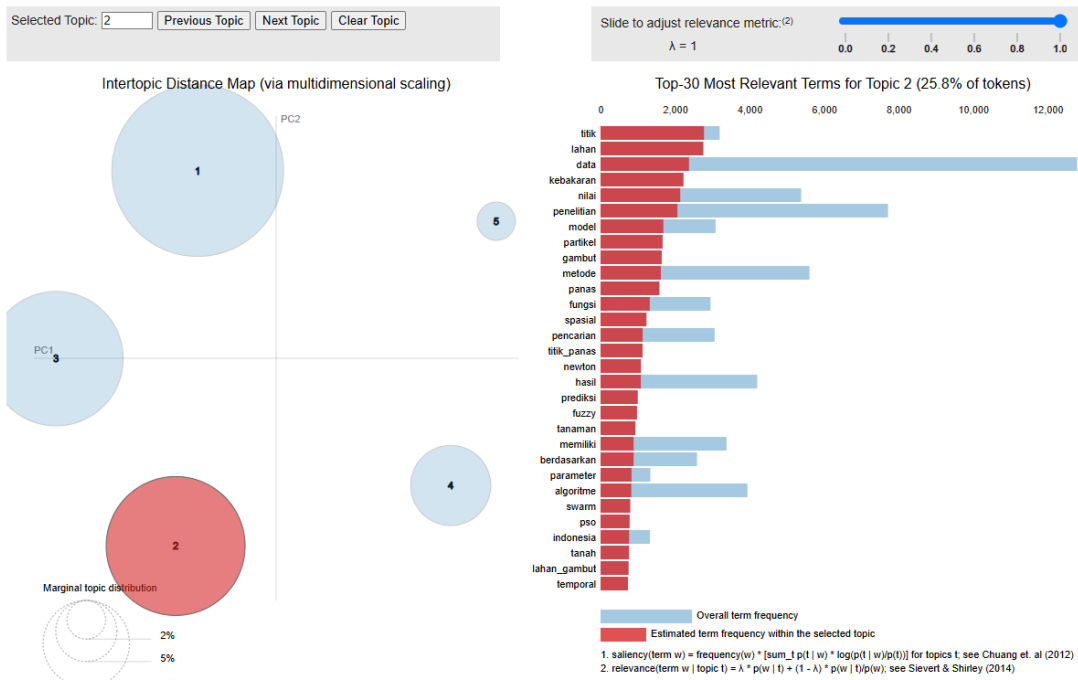 Selected Topic: 2 Previous Topic Next Topic Clear Topic
Slide to adjust relevance metric:(2)
λ = 1
0.0 0.2 0.4 0.6 0.8 1.0
Intertopic Distance Map (via multidimensional scaling)
PC2
1
5
PC1
3
4
2
Marginal topic distribution
2%
5%
Top-30 Most Relevant Terms for Topic 2 (25.8% of tokens)
0 2,000 4,000 6,000 8,000 10,000 12,000
titik
lahan
data
kebakaran
nilai
penelitian
model
partikel
gambut
metode
panas
fungsi
spasial
pencarian
titik_panas
newton
hasil
prediksi
fuzzy
tanaman
memiliki
berdasarkan
parameter
algoritme
swarm
pso
indonesia
tanah
lahan_gambut
temporal
Overall term frequency
Estimated term frequency within the selected topic
1. saliency(term w) = frequency(w) * [sum_t p(t | w) * log(p(t | w)/p(t))] for topics t; see Chuang et. al (2012)
2. relevance(term w | topic t) = λ * p(w | t) + (1 - λ) * p(w | t)/p(w); see Sievert & Shirley (2014)